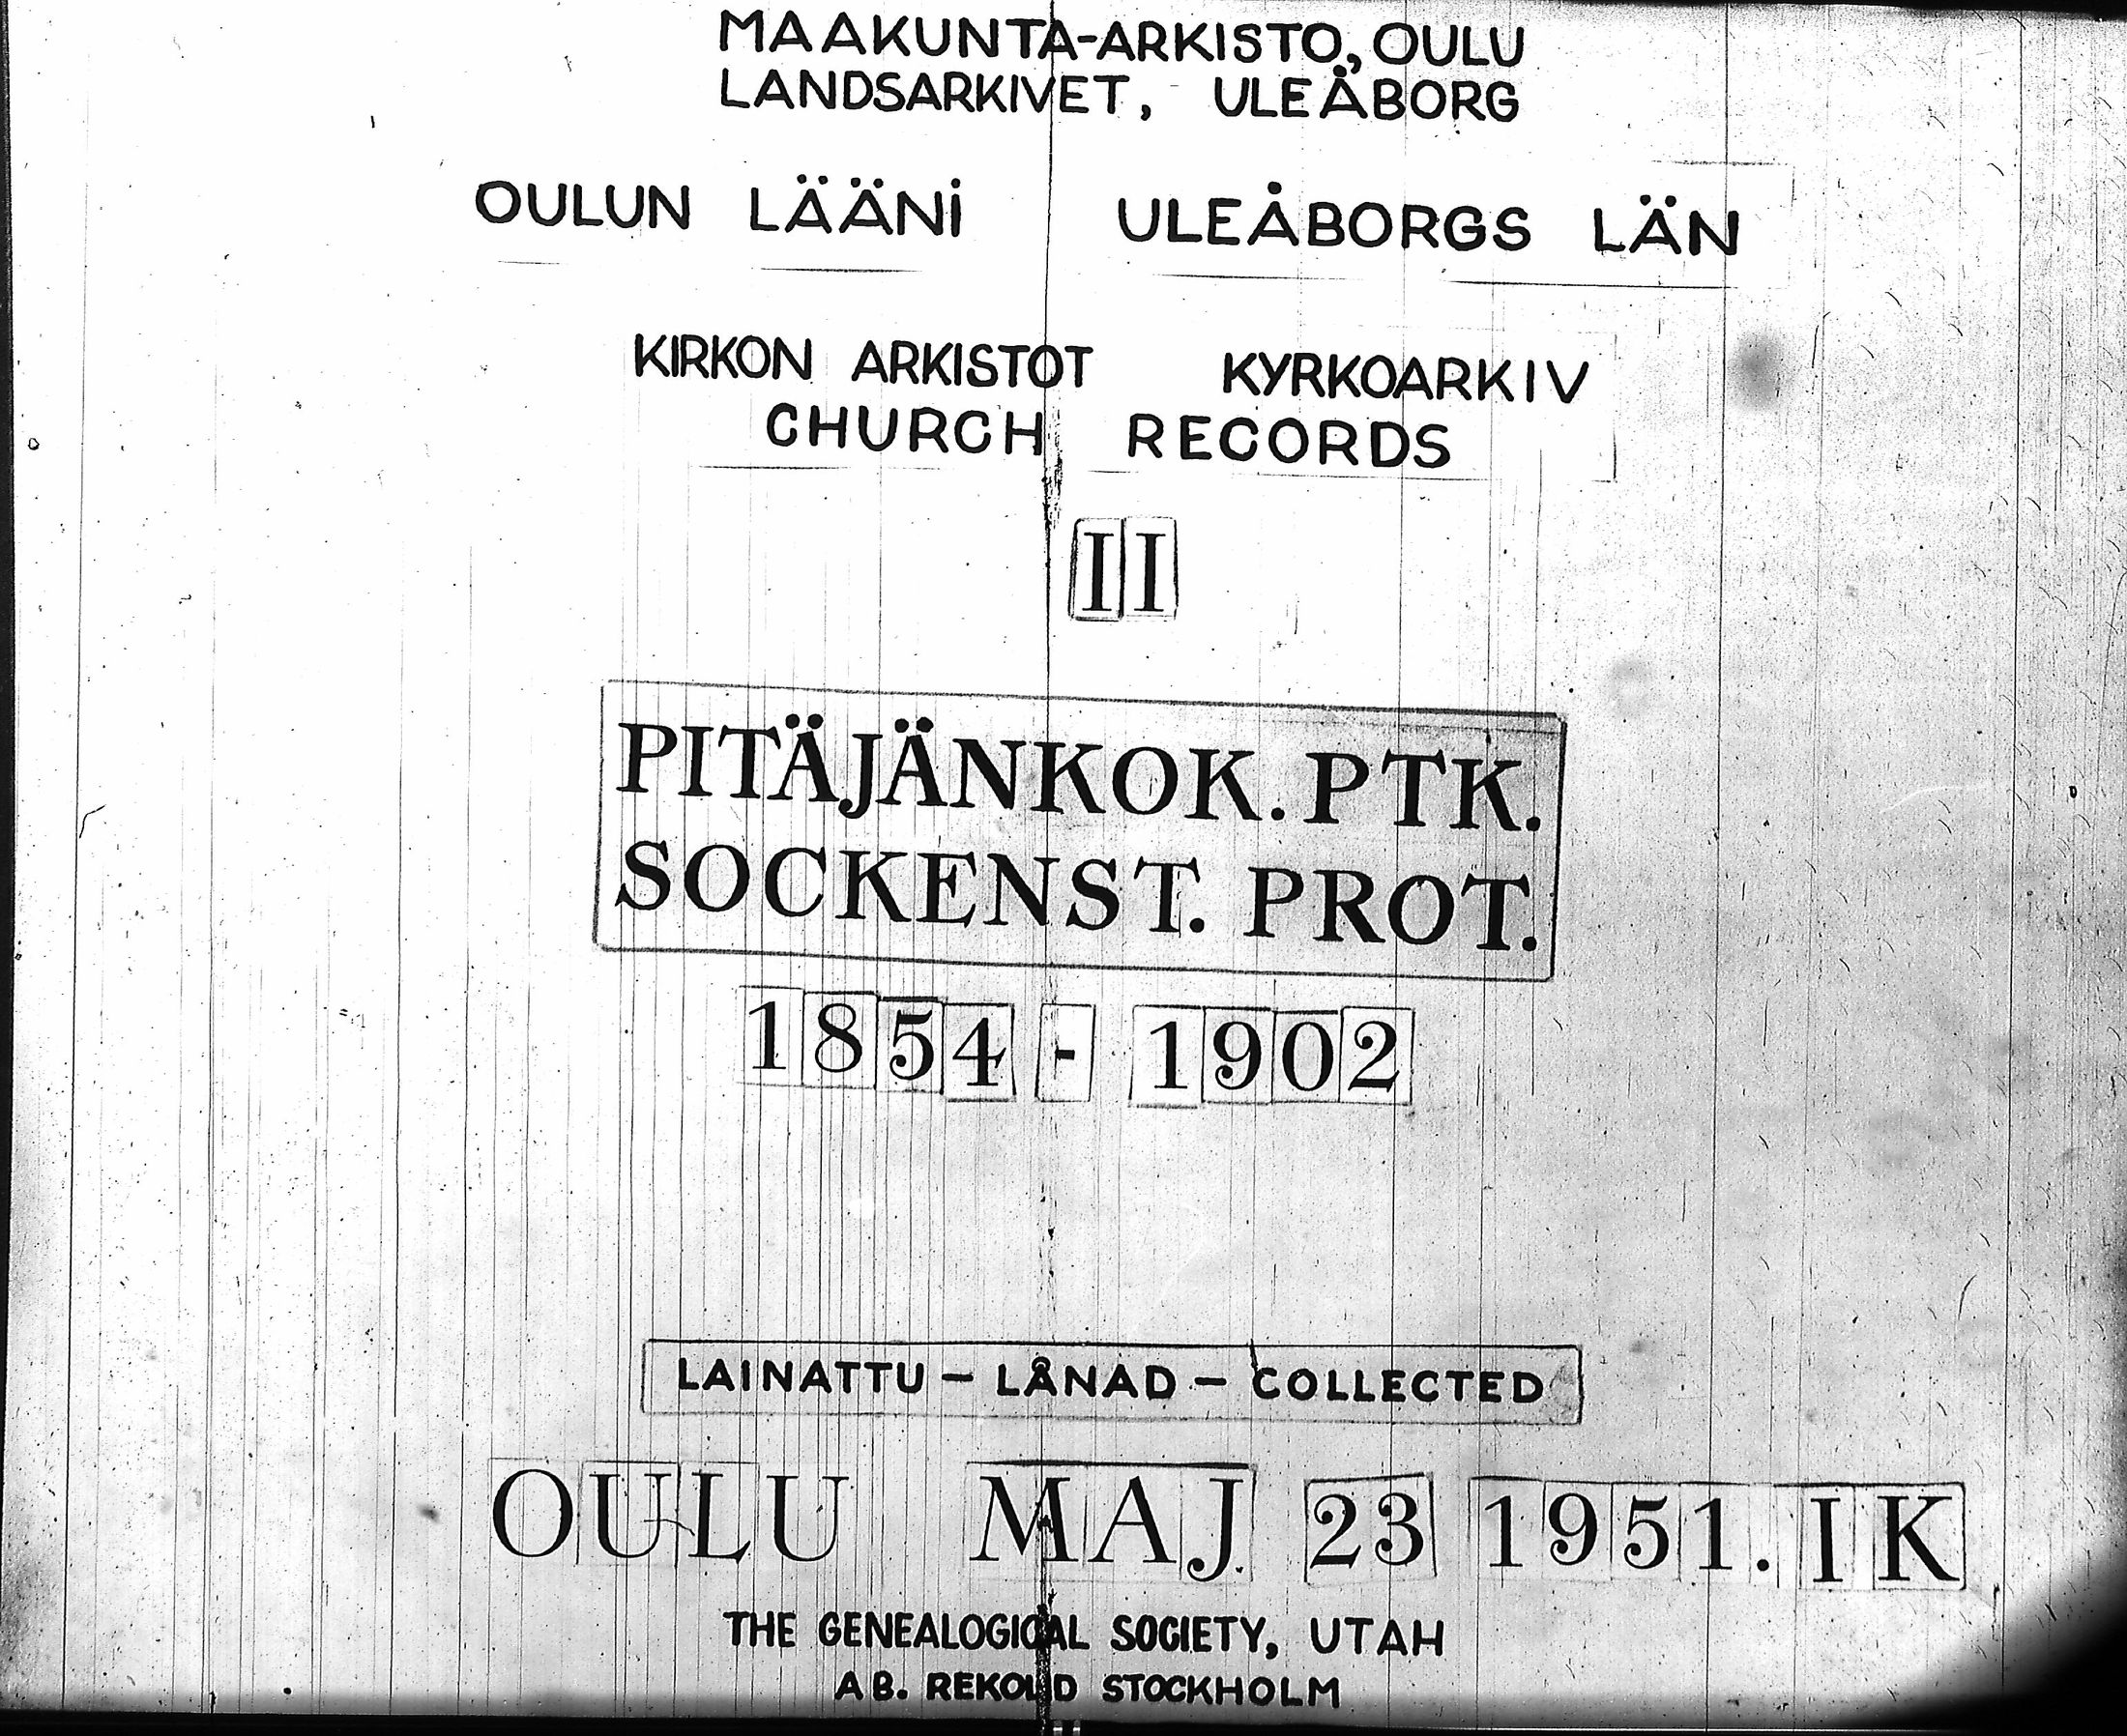 MAAKUNTA-ARKISTO, OULU
LANDSARKIVET, ULEÅBORG
OULUN LÄÄNi ULEÅBORGS LÄN
KIRKON ARKISTOT KYRKOARKIV
CHURCH RECORDS
II
PITÄJÄNKOK. PTK.
SOCKENST. PROT.
1854 - 1902
LAINATTU - LÅNAD - COLLECTED
OULU MAJ 23 1951. IK
THE GENEALOGICAL SOCIETY, UTAH
AB. REKOLID STOCKHOLM